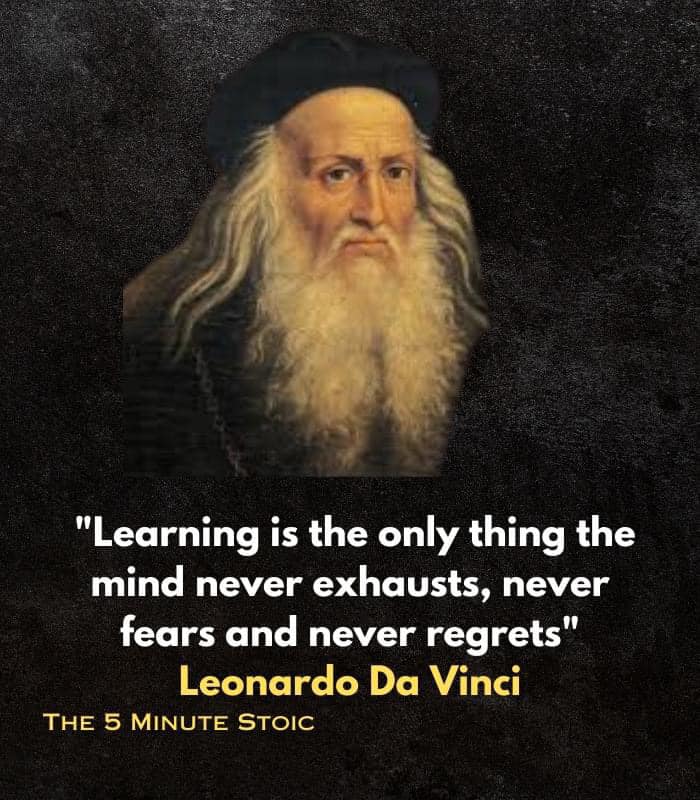 "Learning is the only thing the
mind never exhausts, never
fears and never regrets"
Leonardo Da Vinci
The 5 Minute Stoic